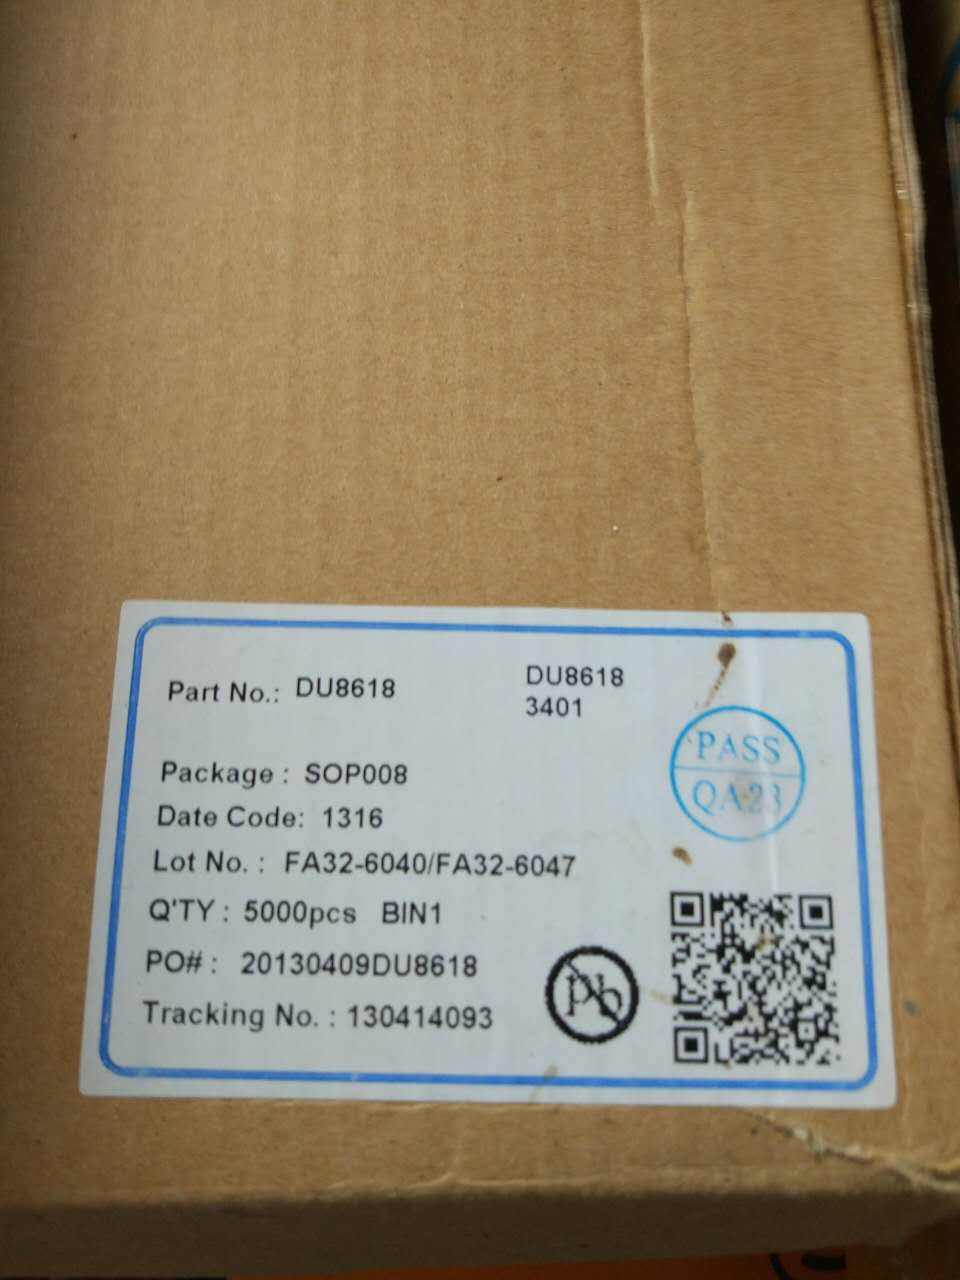 Part No.: DU8618
DU8618
3401
PASS
QA23
Package : SOP008
Date Code: 1316
Lot No. : FA32-6040/FA32-6047
Q'TY : 5000pcs BIN1
PO# : 20130409DU8618
Tracking No. : 130414093
Pb